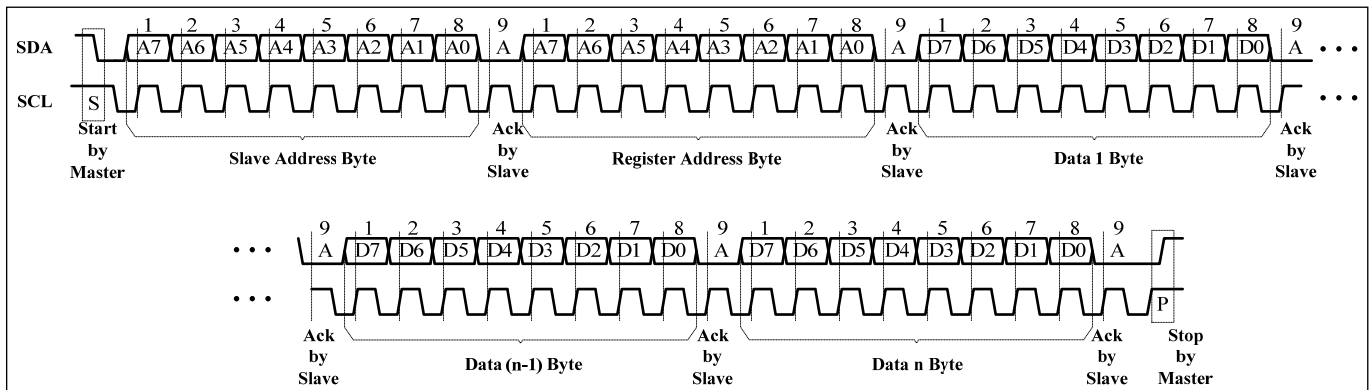 1 2 3 4 5 6 7 8 9 1 2 3 4 5 6 7 8 9 1 2 3 4 5 6 7 8 9
SDA A7 A6 A5 A4 A3 A2 A1 A0 A A7 A6 A5 A4 A3 A2 A1 A0 A D7 D6 D5 D4 D3 D2 D1 D0 A • • •
SCL S • • •
Start by Master
Slave Address Byte
Ack by Slave
Register Address Byte
Ack by Slave
Data 1 Byte
Ack by Slave
9 1 2 3 4 5 6 7 8 9 1 2 3 4 5 6 7 8 9
• • • A D7 D6 D5 D4 D3 D2 D1 D0 A D7 D6 D5 D4 D3 D2 D1 D0 A
• • • P
Ack by Slave
Data (n-1) Byte
Ack by Slave
Data n Byte
Ack by Slave
Stop by Master